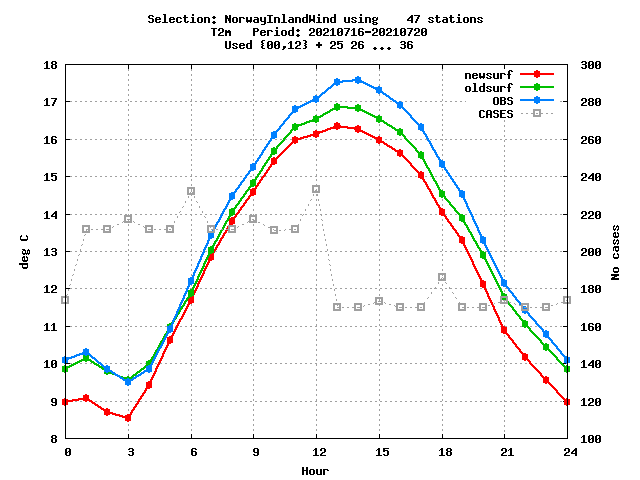 Selection: NorwayInlandWind using    47 stations
T2m   Period: 20210716-20210720
Used {00,12} + 25 26 ... 36
18 300
newsurf
oldsurf
OBS
CASES
17 280
16 260
15 240
14 220
13 200
12 180
11 160
10 140
9 120
8 100
deg C
No cases
0 3 6 9 12 15 18 21 24
Hour